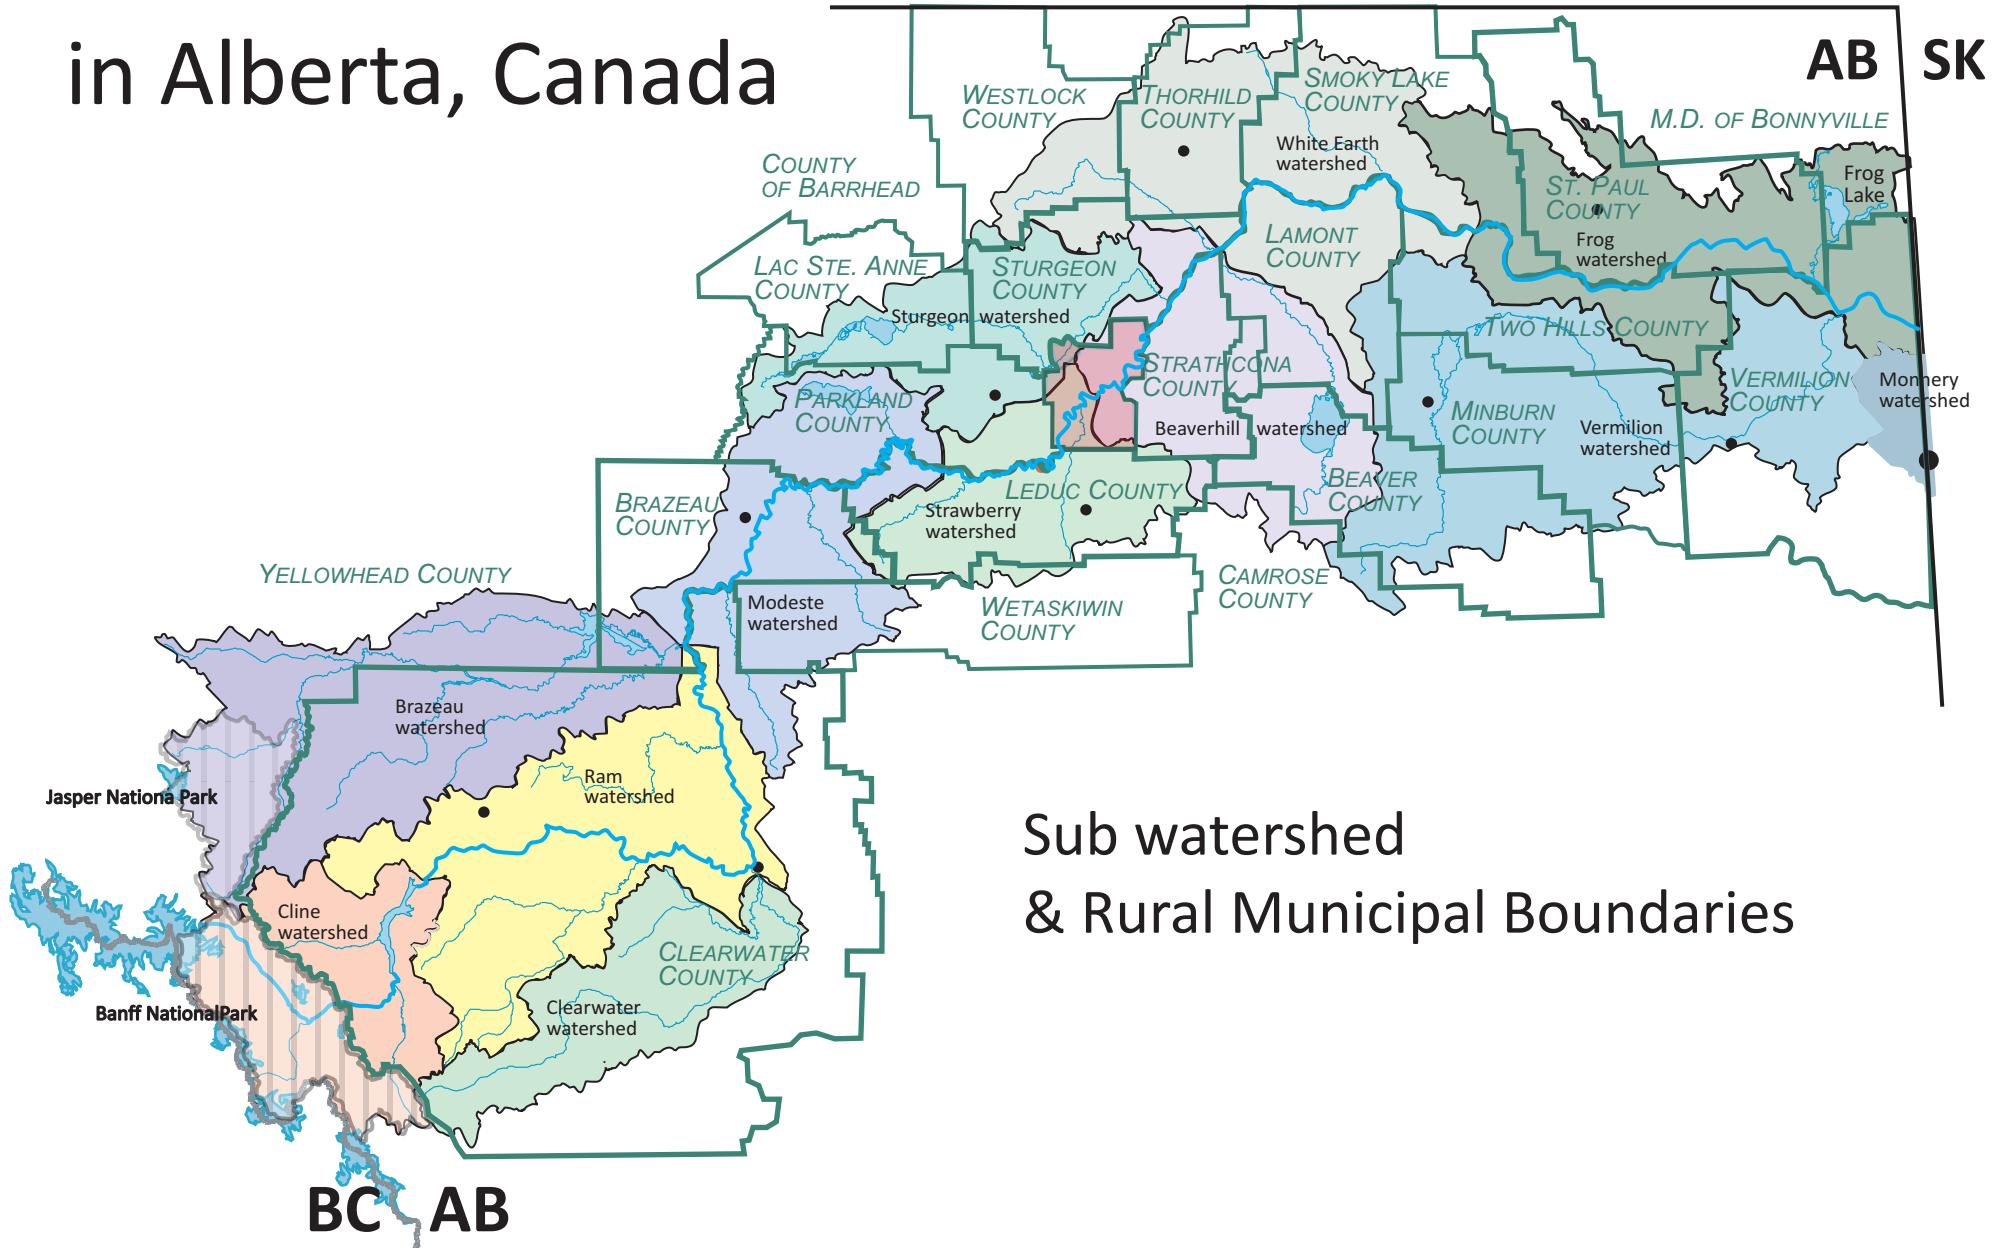 in Alberta, Canada
AB
SK
WESTLOCK
COUNTY
THORHILD
COUNTY
SMOKY LAKE
COUNTY
M.D. OF BONNYVILLE
White Earth
watershed
COUNTY
OF BARRHEAD
Frog
Lake
ST. PAUL
COUNTY
Frog
watershed
LAMONT
COUNTY
LAC STE. ANNE
COUNTY
STURGEON
COUNTY
Sturgeon watershed
TWO HILLS COUNTY
STRATHCONA
COUNTY
VERMILION
COUNTY
Monnery
watershed
PARKLAND
COUNTY
MINBURN
COUNTY
Vermilion
watershed
Beaverhill watershed
BEAVER
COUNTY
LEDUC COUNTY
BRAZEAU
COUNTY
Strawberry
watershed
YELLOWHEAD COUNTY
CAMROSE
COUNTY
Modeste
watershed
WETASKIWIN
COUNTY
Brazeau
watershed
Ram
watershed
Jasper Nationa Park
Sub watershed
& Rural Municipal Boundaries
Cline
watershed
CLEARWATER
COUNTY
Clearwater
watershed
Banff NationalPark
BC
AB